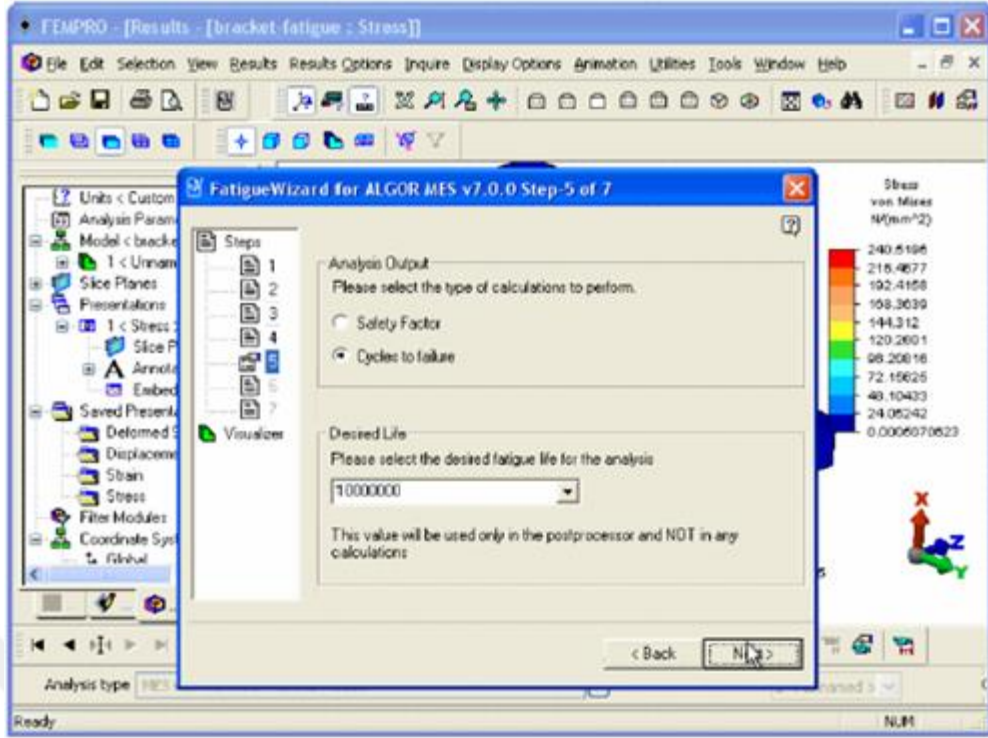 FEMPRO - [Results - [bracket-fatigue : Stress]]
File Edit Selection View Results Results Options Inquire Display Options Animation Utilities Tools Window Help
FatigueWizard for ALGOR MES v7.0.0 Step-5 of 7
Units < Custom
Analysis Param
Model < bracke
1 < Unnam
Slice Planes
Presentations
1 < Stress >
Slice P
A Annota
Embed
Saved Presenta
Deformed S
Displaceme
Strain
Stress
Filter Modules
Coordinate Syst
Global
Steps
1
2
3
4
5
6
7
Visualizer
Analysis Output
Please select the type of calculations to perform.
Safety Factor
Cycles to failure
Desired Life
Please select the desired fatigue life for the analysis
10000000
This value will be used only in the postprocessor and NOT in any
calculations
< Back
Next >
Stress
von Mises
N/(mm^2)
240.5196
216.4677
192.4158
168.3639
144.312
120.2601
96.20816
72.15625
48.10433
24.05242
0.0006070623
X
Z
Y
Analysis type
Ready
NUM